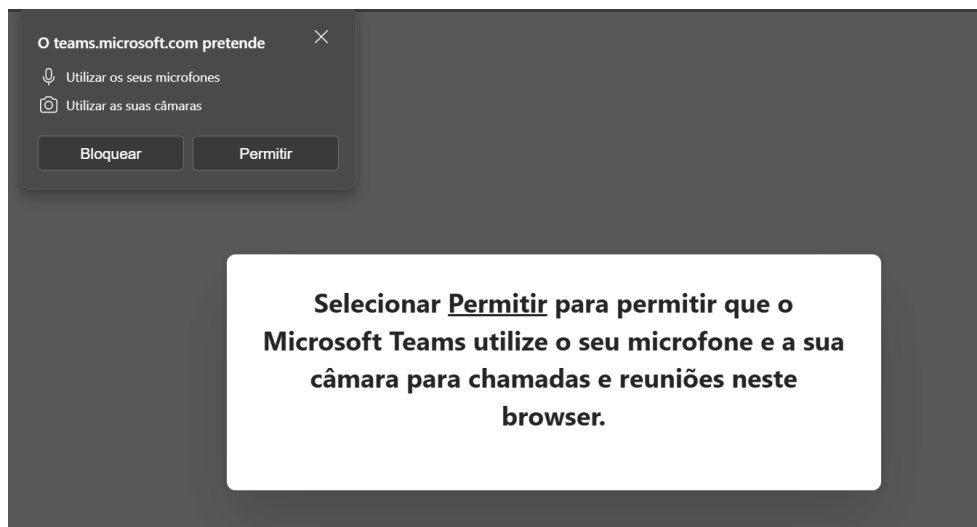 O teams.microsoft.com pretende
Utilizar os seus microfones
Utilizar as suas câmaras
Bloquear
Permitir
Selecionar Permitir para permitir que o
Microsoft Teams utilize o seu microfone e a sua
câmara para chamadas e reuniões neste
browser.